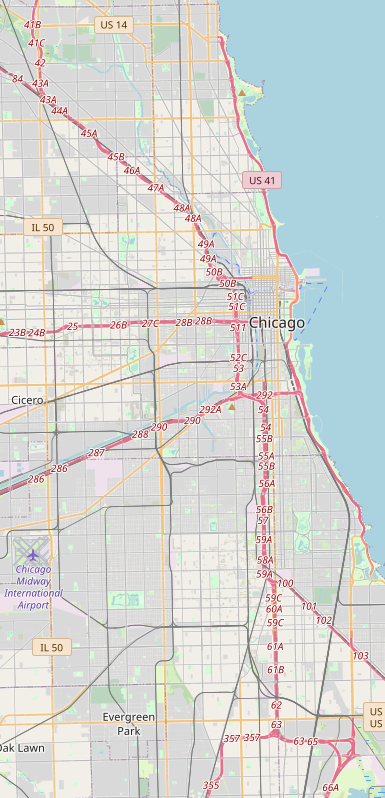 41B
US 14
41C
42
84
43A
43A
44A
45A
45B
46A
47A
US 41
48A
48A
IL 50
49A
49A
50B
50B
51C
51C
23B 24B
25
26B
27C
28B 28B
511
Chicago
52C
53
53A
Cicero
292
292A
54
290
290
54
288
55B
287
55A
286
55B
286
56A
56B
57
59A
58A
Chicago
Midway
International
Airport
59A
100
59C
101
60A
102
59C
IL 50
61A
103
61B
62
Evergreen
Park
US
US
63
357 357
63 65
Oak Lawn
355
66A